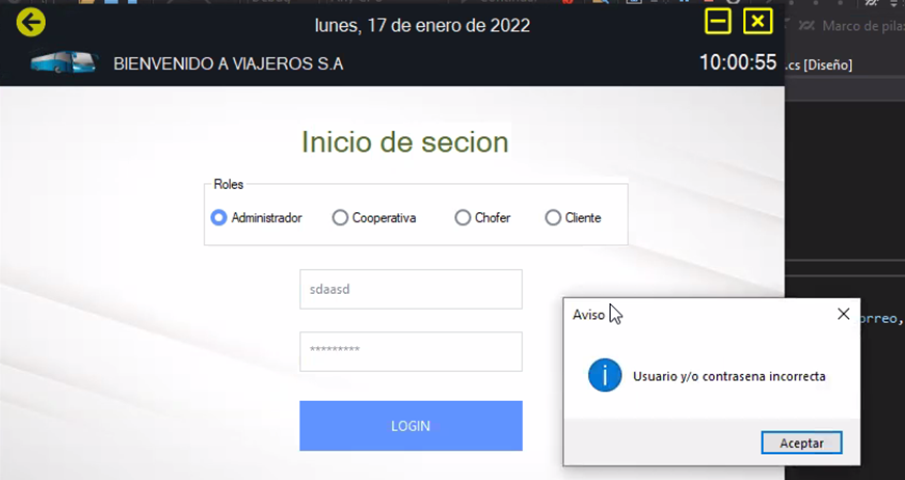 lunes, 17 de enero de 2022
Marco de pila
BIENVENIDO A VIAJEROS S.A
10:00:55
.cs [Diseño]
Inicio de secion
Roles
Administrador
Cooperativa
Chofer
Cliente
sdaasd
*********
Aviso
orreo,
Usuario y/o contrasena incorrecta
LOGIN
Aceptar